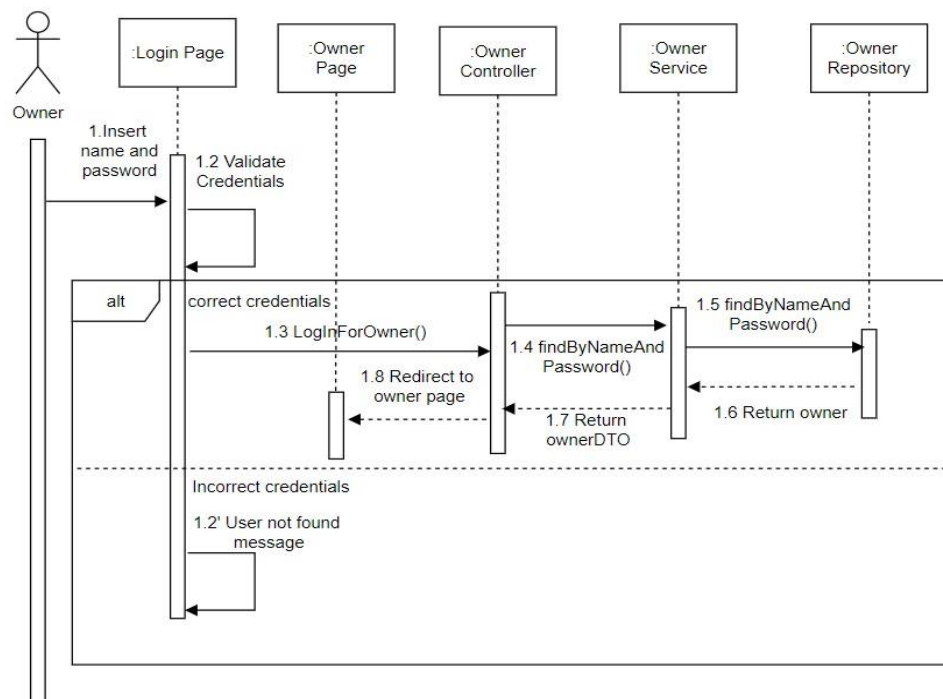 :Login Page
:Owner
Page
:Owner
Controller
:Owner
Service
:Owner
Repository
Owner
1.Insert
name and
password
1.2 Validate
Credentials
alt
correct credentials
1.3 LogInForOwner()
1.4 findByNameAnd
Password()
1.5 findByNameAnd
Password()
1.6 Return owner
1.7 Return
ownerDTO
1.8 Redirect to
owner page
Incorrect credentials
1.2' User not found
message